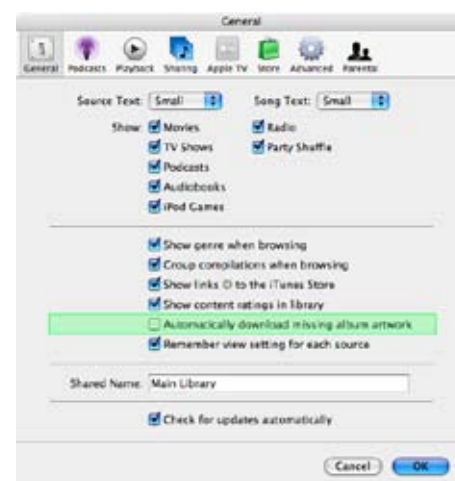 General
General Podcasts Playback Sharing Apple TV Store Advanced Parental
Source Text: Small Song Text: Small
Show: Movies Radio
TV Shows Party Shuffle
Podcasts
Audiobooks
iPod Games
Show genre when browsing
Group compilations when browsing
Show links to the iTunes Store
Show content ratings in library
Automatically download missing album artwork
Remember view setting for each source
Shared Name: Main Library
Check for updates automatically
Cancel OK